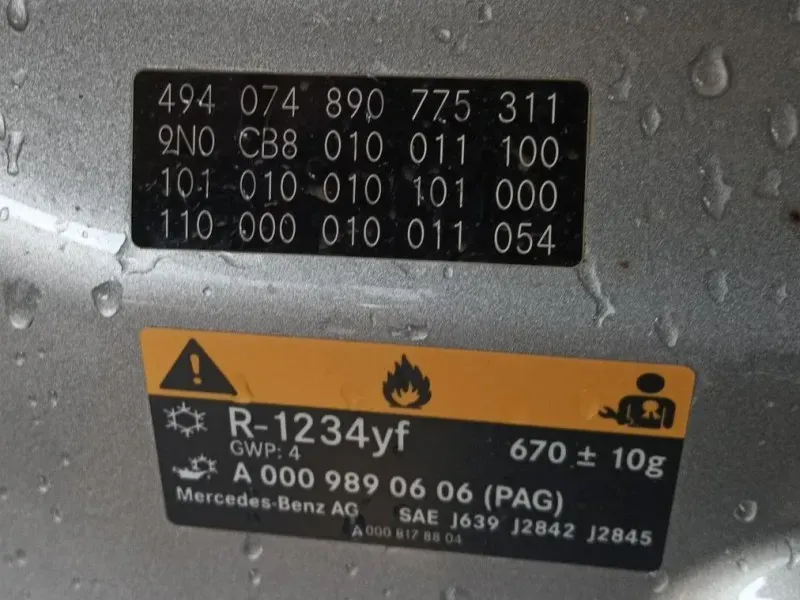 494 074 890 775 311
9N0 CB8 010 011 100
101 010 010 101 000
110 000 010 011 054
R-1234yf 670 ± 10g
GWP: 4
A 000 989 06 06 (PAG)
Mercedes-Benz AG SAE J639 J2842 J2845
A 000 817 88 04